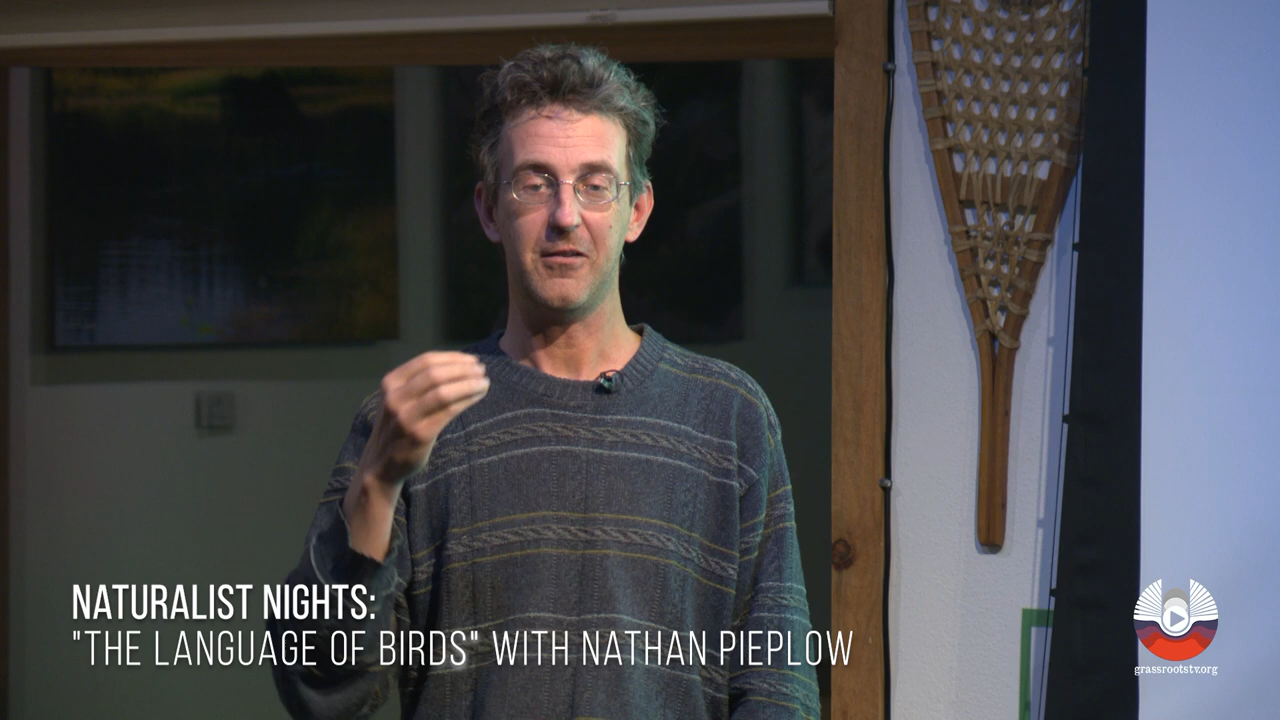 NATURALIST NIGHTS:
"THE LANGUAGE OF BIRDS" WITH NATHAN PIEPLOW
grassrootstv.org